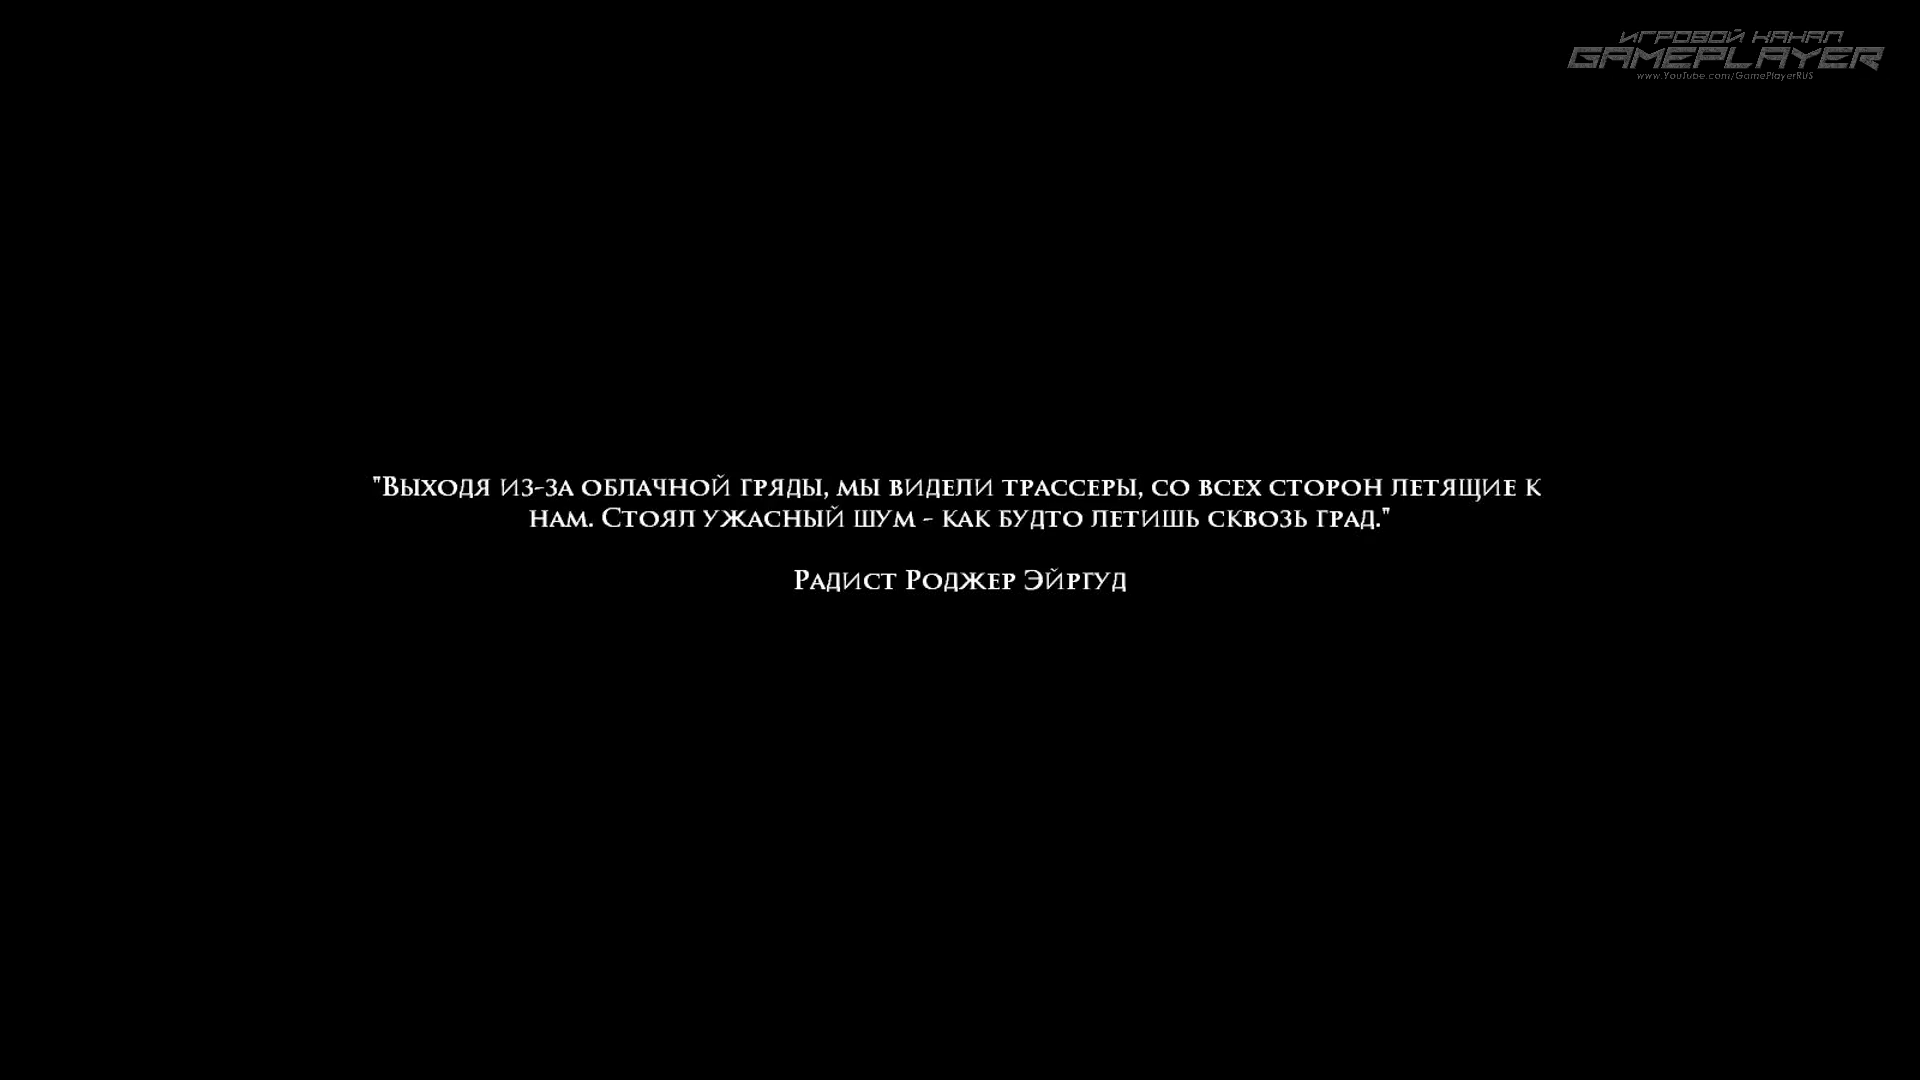 ИГРОВОЙ КАНАЛ
GAMEPLAYER
www.YouTube.com/GamePlayerRUS
"Выходя из-за облачной гряды, мы видели трассеры, со всех сторон летящие к
нам. Стоял ужасный шум - как будто летишь сквозь град."
Радист Роджер Эйргуд